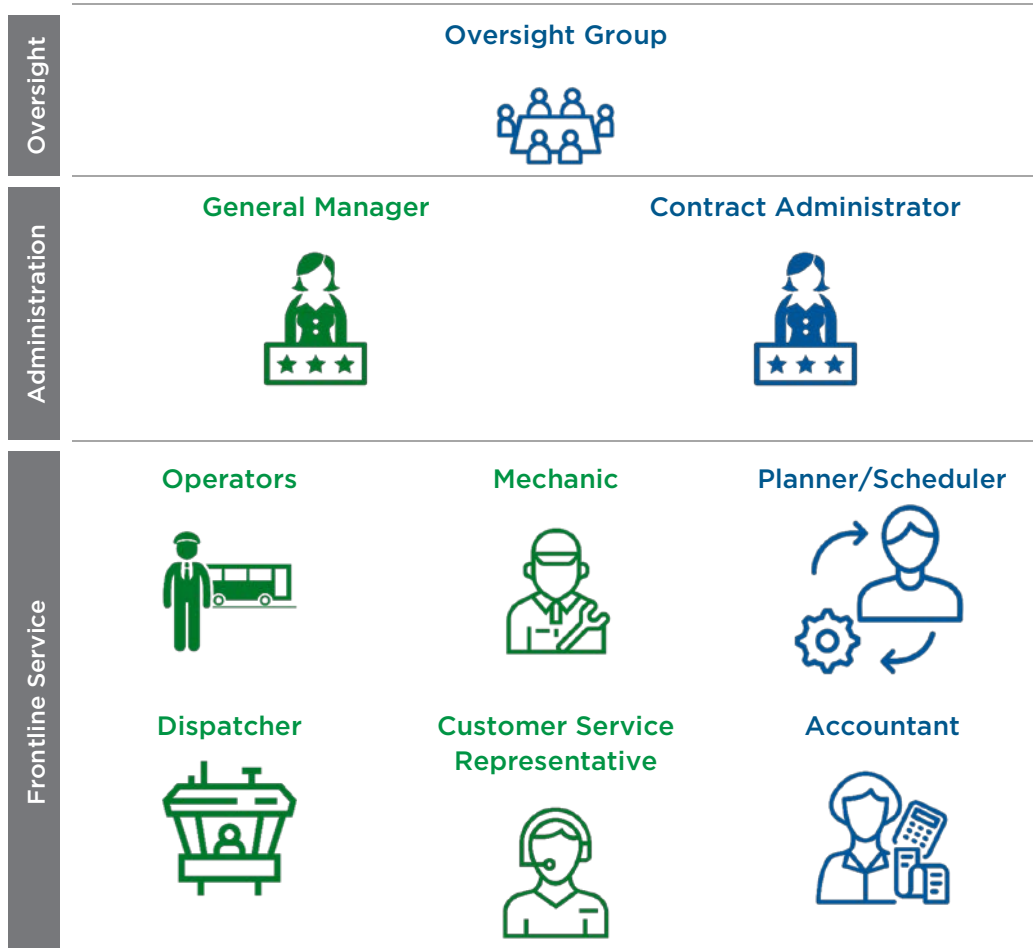 Oversight
Oversight Group
Administration
General Manager
Contract Administrator
Frontline Service
Operators
Mechanic
Planner/Scheduler
Dispatcher
Customer Service
Representative
Accountant